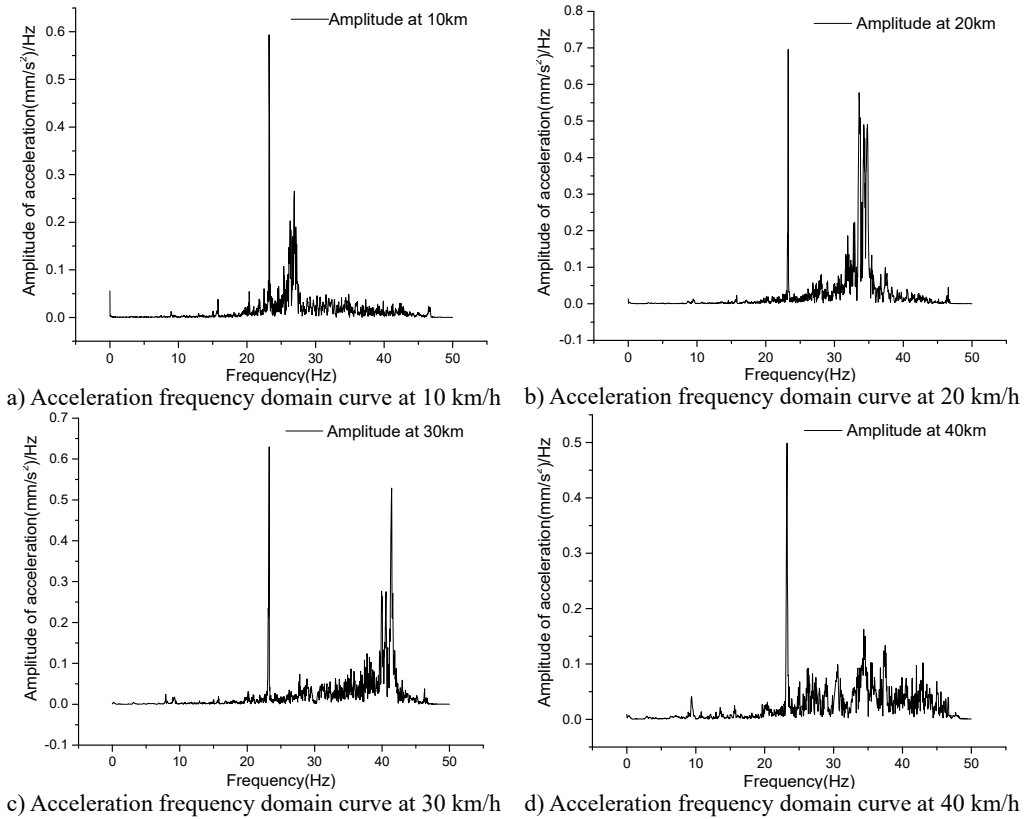 Amplitude at 10km
Amplitude of acceleration(mm/s²)/Hz
0.6
0.5
0.4
0.3
0.2
0.1
0.0
0 10 20 30 40 50
Frequency(Hz)
a) Acceleration frequency domain curve at 10 km/h
Amplitude at 20km
Amplitude of acceleration(mm/s²)/Hz
0.8
0.7
0.6
0.5
0.4
0.3
0.2
0.1
0.0
-0.1
0 10 20 30 40 50
Frequency(Hz)
b) Acceleration frequency domain curve at 20 km/h
Amplitude at 30km
Amplitude of acceleration(mm/s²)/Hz
0.7
0.6
0.5
0.4
0.3
0.2
0.1
0.0
-0.1
0 10 20 30 40 50
Frequency(Hz)
c) Acceleration frequency domain curve at 30 km/h
Amplitude at 40km
Amplitude of acceleration(mm/s²)/Hz
0.5
0.4
0.3
0.2
0.1
0.0
0 10 20 30 40 50
Frequency(Hz)
d) Acceleration frequency domain curve at 40 km/h